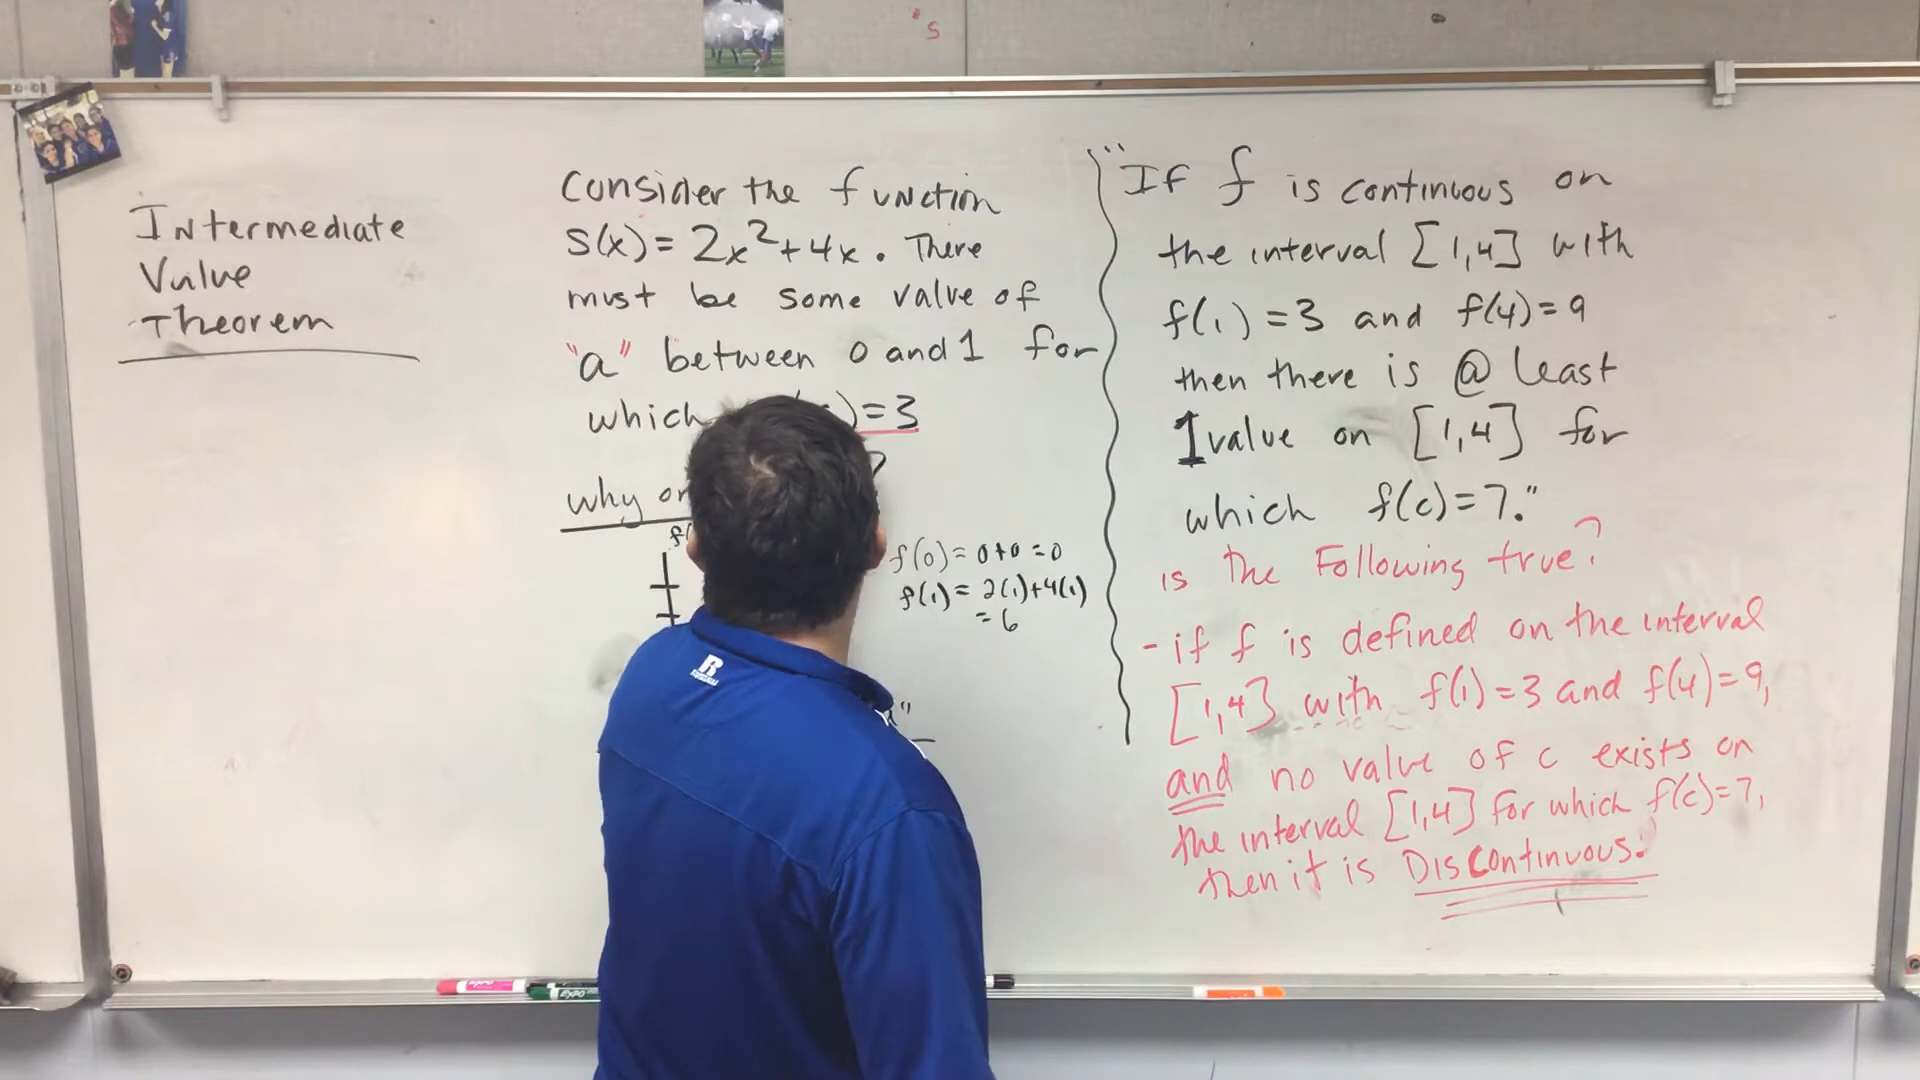 's
Intermediate
Value
Theorem
Consider the function
s(x) = 2x²+4x. There
must be some value of
"a" between 0 and 1 for
which )=3
?
why or
f(
f(0) = 0+0 = 0
f(1) = 2(1)+4(1)
= 6
"
"If f is continuous on
the interval [1,4] with
f(1) = 3 and f(4)=9
then there is @ least
1 value on [1,4] for
which f(c)=7."
is the Following true?
- if f is defined on the interval
[1,4] with f(1)=3 and f(4)=9,
and no value of c exists on
the interval [1,4] for which f(c)=7,
then it is Discontinuous.
R